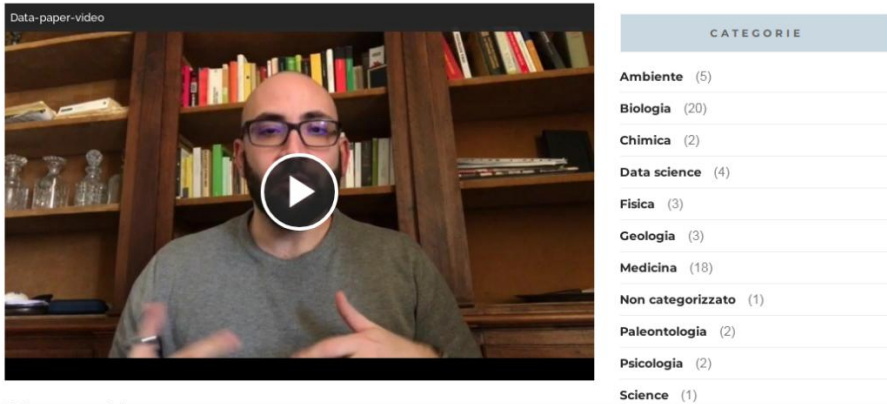 Data-paper-video
CATEGORIE
Ambiente (5)
Biologia (20)
Chimica (2)
Data science (4)
Fisica (3)
Geologia (3)
Medicina (18)
Non categorizzato (1)
Paleontologia (2)
Psicologia (2)
Science (1)